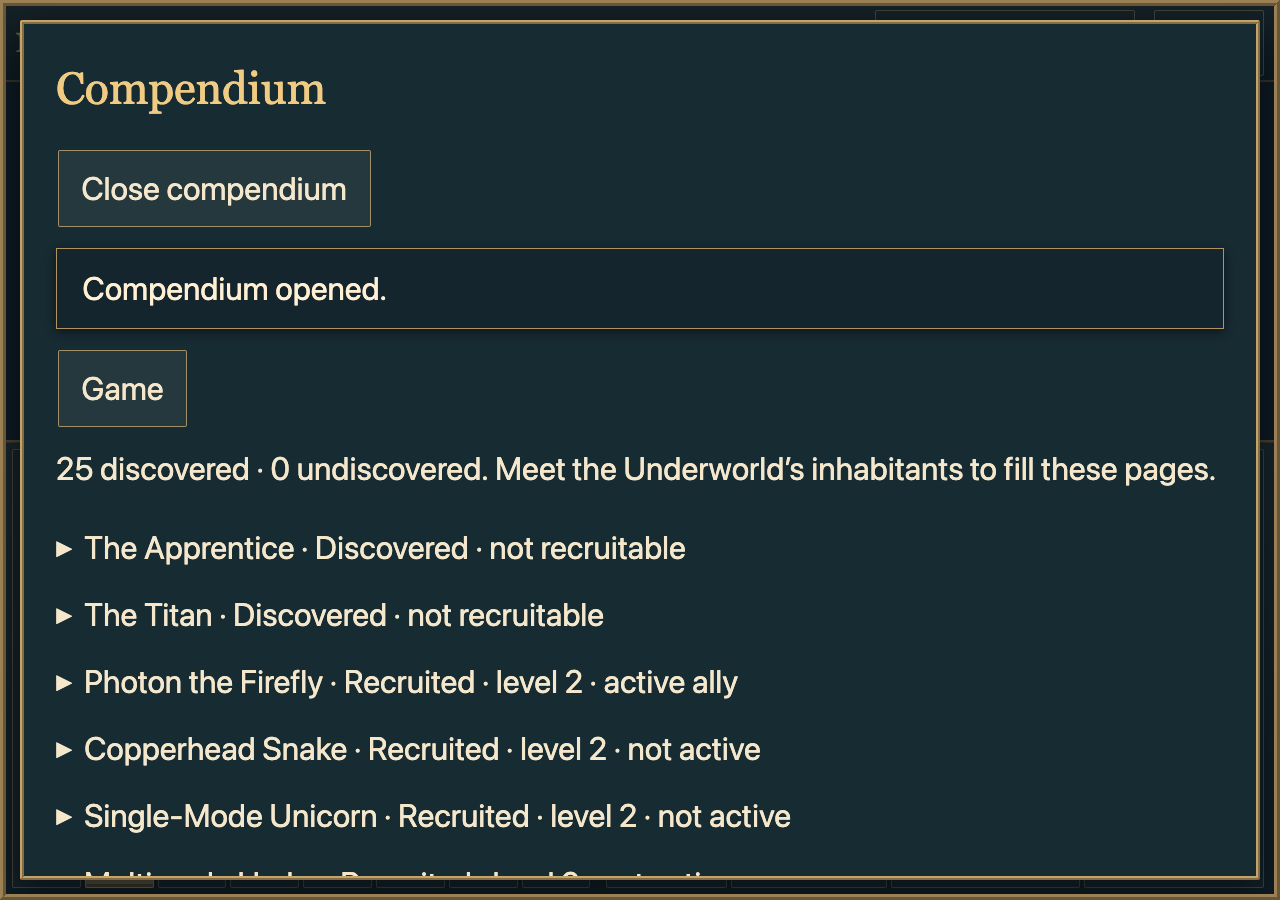 Compendium
Close compendium
Compendium opened.
Game
25 discovered · 0 undiscovered. Meet the Underworld’s inhabitants to fill these pages.
▶ The Apprentice · Discovered · not recruitable
▶ The Titan · Discovered · not recruitable
▶ Photon the Firefly · Recruited · level 2 · active ally
▶ Copperhead Snake · Recruited · level 2 · not active
▶ Single-Mode Unicorn · Recruited · level 2 · not active